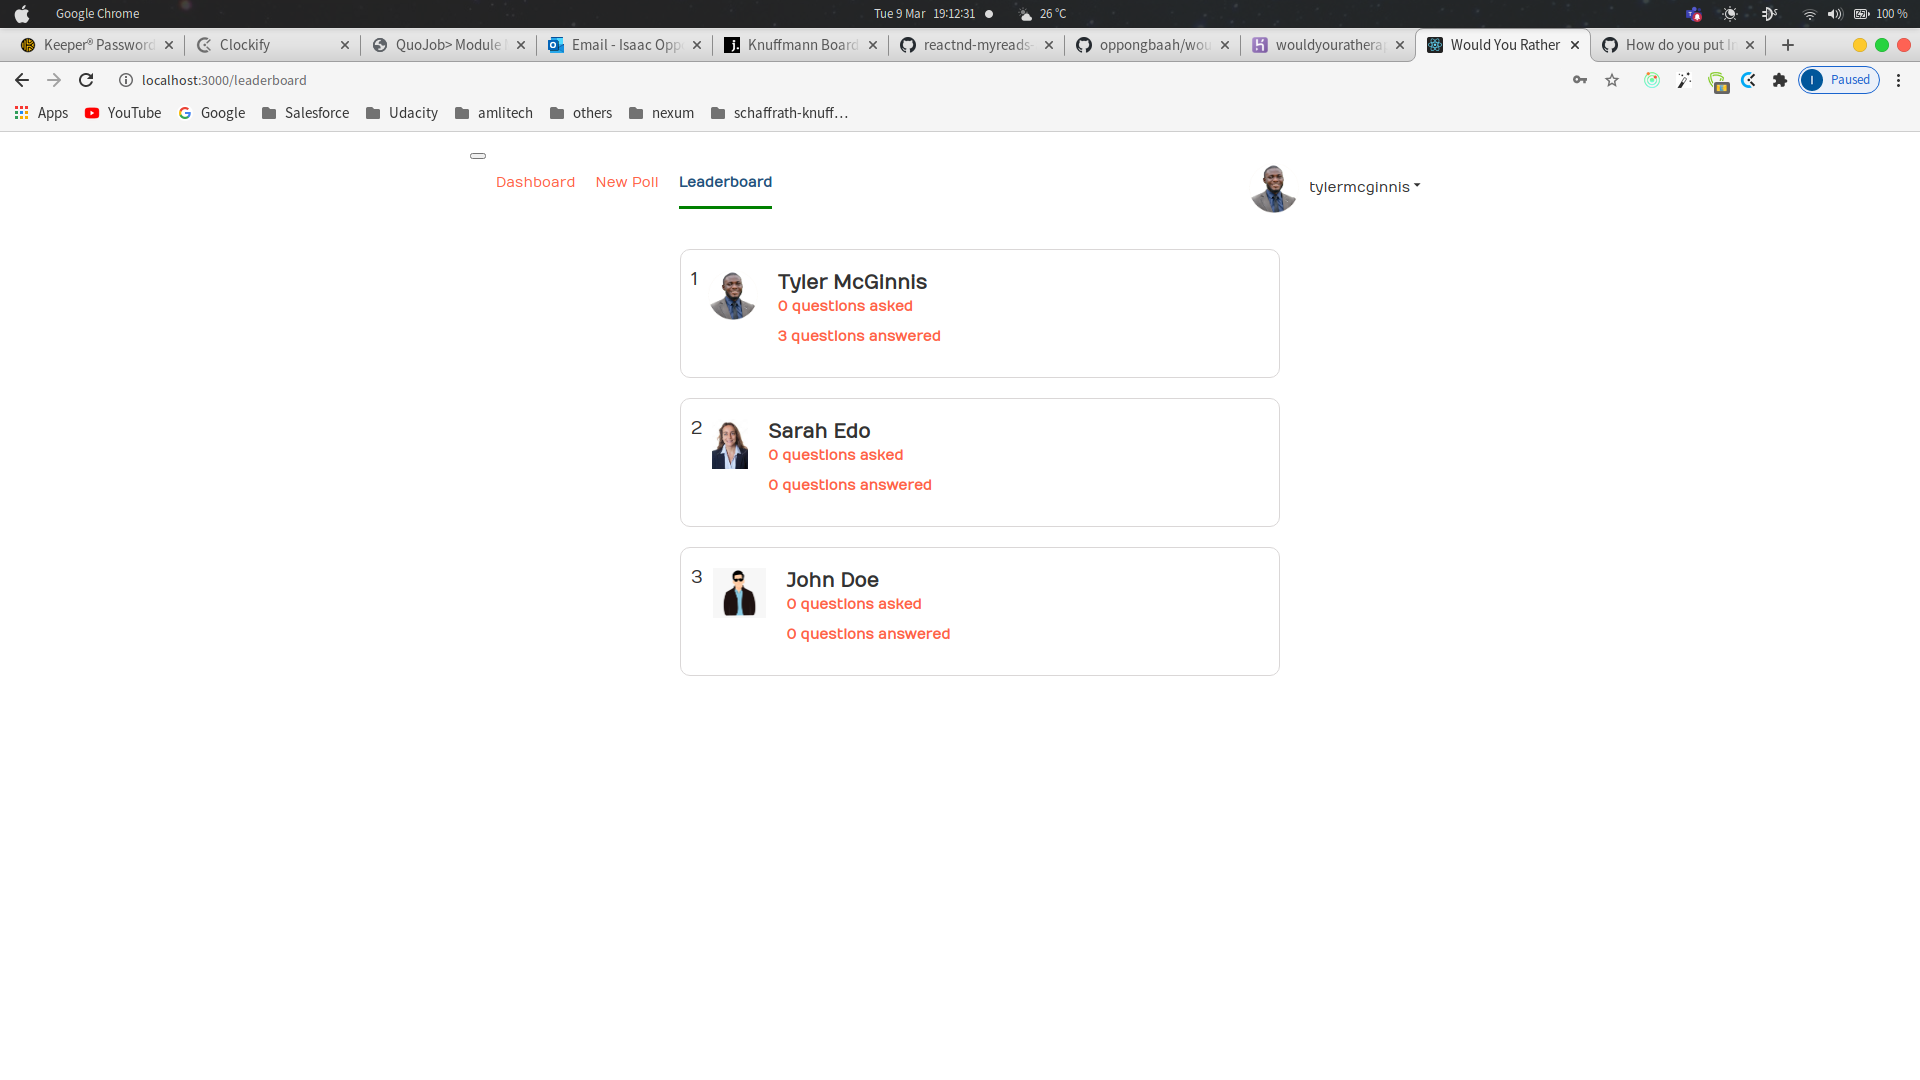 Google Chrome
Tue 9 Mar 19:12:31
26 °C
100 %
Keeper® Password
Clockify
QuoJob> Module
Email - Isaac Opp
Knuffmann Board
reactnd-myreads-
oppongbaah/wou
wouldyouratherap
Would You Rather
How do you put I
localhost:3000/leaderboard
I
Paused
Apps
YouTube
Google
Salesforce
Udacity
amlitech
others
nexum
schaffrath-knuff...
Dashboard
New Poll
Leaderboard
tylermcginnis
1
Tyler McGinnis
0 questions asked
3 questions answered
2
Sarah Edo
0 questions asked
0 questions answered
3
John Doe
0 questions asked
0 questions answered